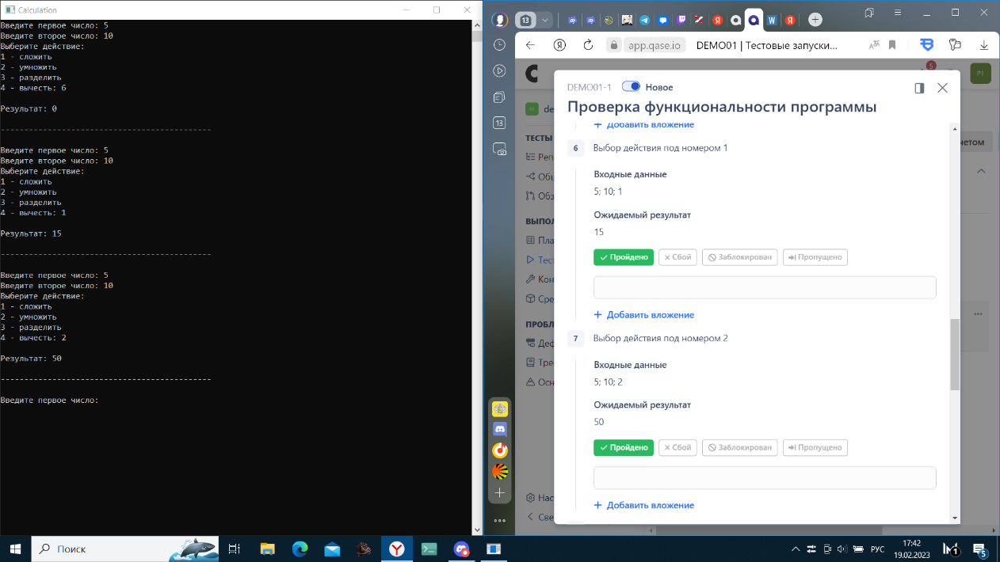 Calculation
Введите первое число: 5
Введите второе число: 10
Выберите действие:
1 - сложить
2 - умножить
3 - разделить
4 - вычесть: 6
Результат: 0
---------------------------------------------
Введите первое число: 5
Введите второе число: 10
Выберите действие:
1 - сложить
2 - умножить
3 - разделить
4 - вычесть: 1
Результат: 15
---------------------------------------------
Введите первое число: 5
Введите второе число: 10
Выберите действие:
1 - сложить
2 - умножить
3 - разделить
4 - вычесть: 2
Результат: 50
---------------------------------------------
Введите первое число:
13
app.qase.io DEMO01 | Тестовые запуски...
5
P1
13
de
ТЕСТЫ
Реп
Общ
Обз
ВЫПОЛ
Пла
Тес
Кон
Сре
ПРОБЛ
Деф
Тре
Осн
Нас
Све
четом
DEMO01-1 Новое
Проверка функциональности программы
+ Добавить вложение
6 Выбор действия под номером 1
Входные данные
5; 10; 1
Ожидаемый результат
15
Пройдено Сбой Заблокирован Пропущено
+ Добавить вложение
7 Выбор действия под номером 2
Входные данные
5; 10; 2
Ожидаемый результат
50
Пройдено Сбой Заблокирован Пропущено
+ Добавить вложение
Поиск
РУС
17:42
19.02.2023
1
5